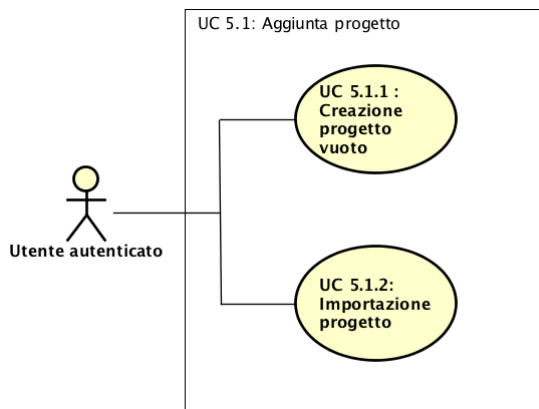 UC 5.1: Aggiunta progetto
UC 5.1.1 :
Creazione
progetto
vuoto
Utente autenticato
UC 5.1.2:
Importazione
progetto